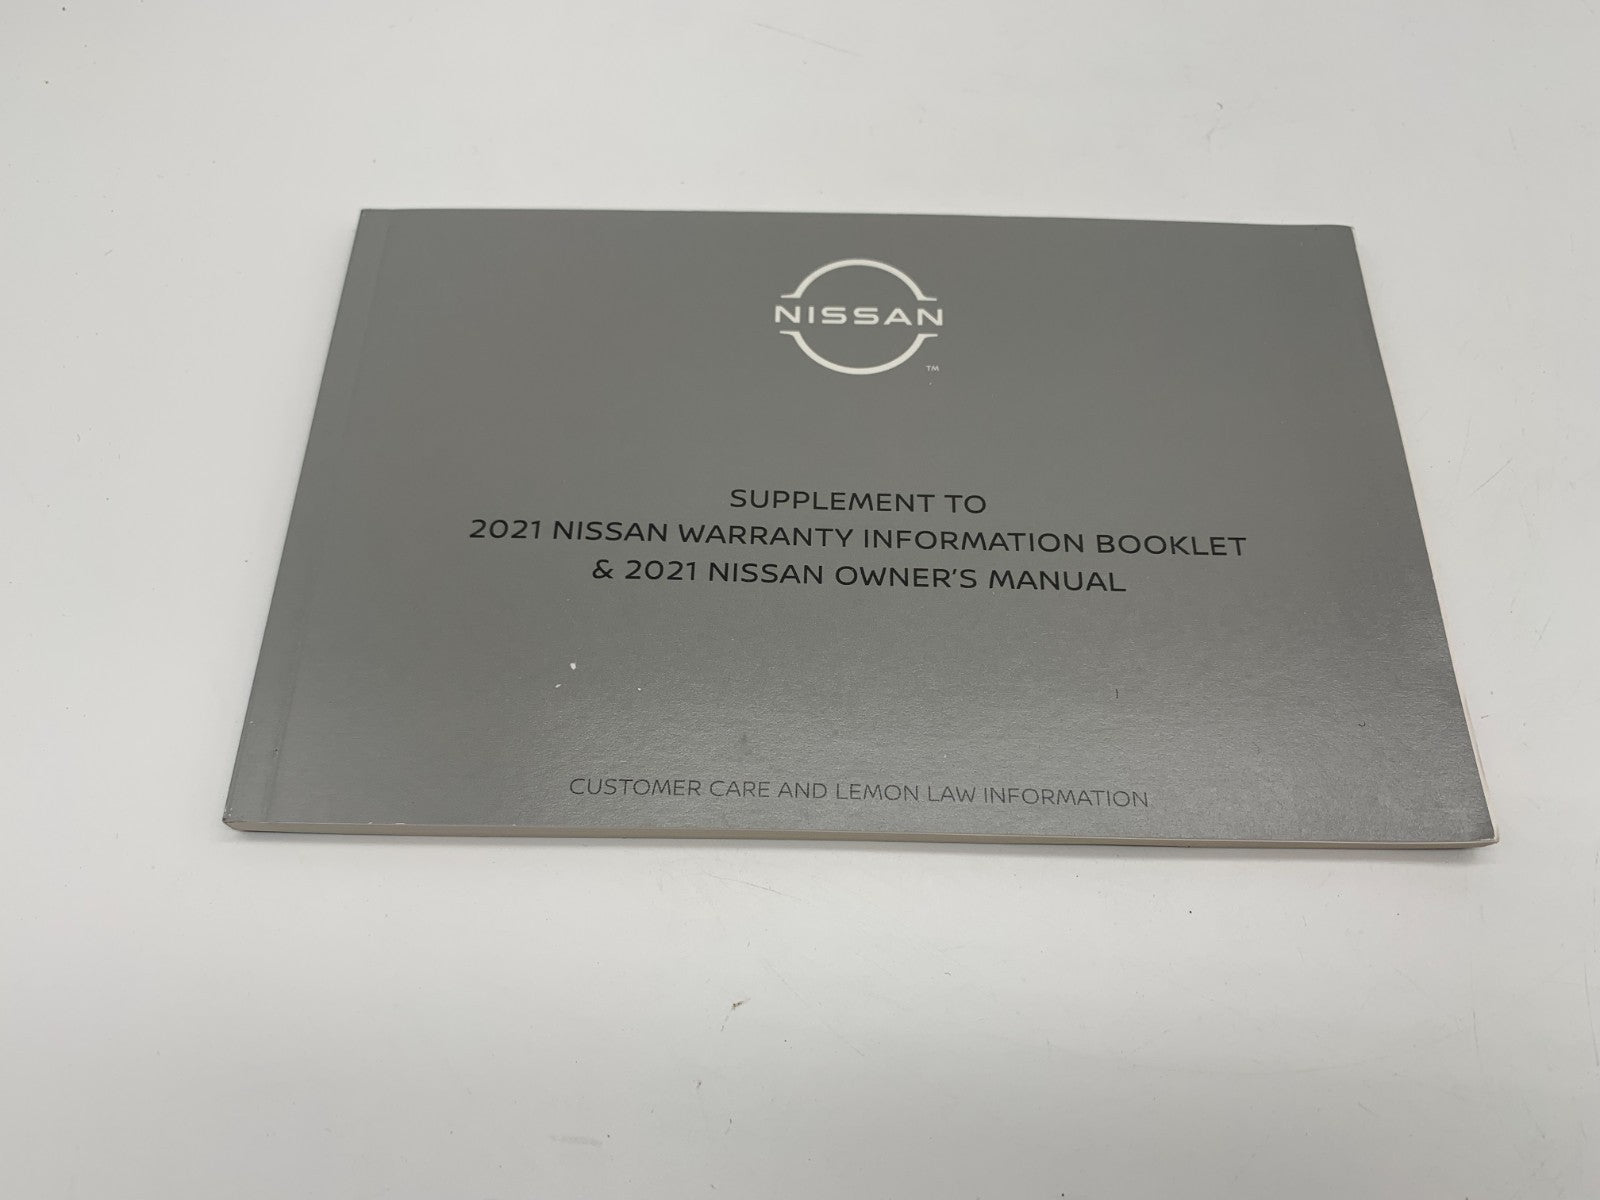 NISSAN
TM
SUPPLEMENT TO
2021 NISSAN WARRANTY INFORMATION BOOKLET
& 2021 NISSAN OWNER'S MANUAL
CUSTOMER CARE AND LEMON LAW INFORMATION